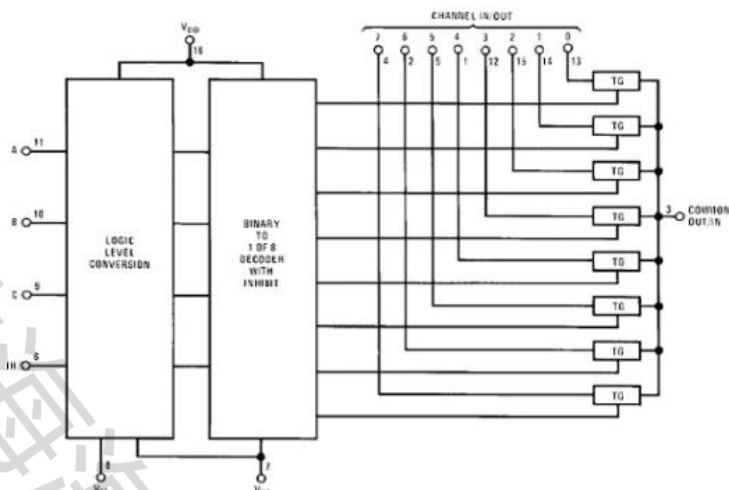 CHANNEL IN/OUT
VDD
7 6 5 4 3 2 1 0
16
4 2 5 1 12 15 14 13
TG
TG
A 11
TG
B 10
TG
3 COMMON
OUT/IN
LOGIC
LEVEL
CONVERSION
BINARY
TO
1 OF 8
DECODER
WITH
INHIBIT
TG
C 9
TG
6
TG
TG
8
7